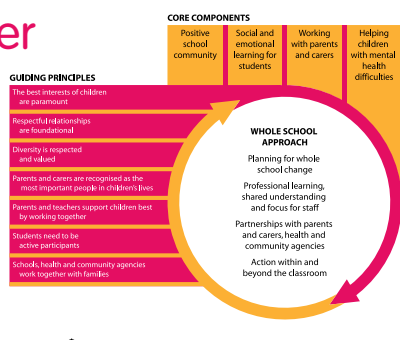 er
CORE COMPONENTS
Positive
school
community
Social and
emotional
learning for
students
Working
with parents
and carers
Helping
children
with mental
health
difficulties
GUIDING PRINCIPLES
The best interests of children
are paramount
Respectful relationships
are foundational
Diversity is respected
and valued
Parents and carers are recognised as the
most important people in children's lives
Parents and teachers support children best
by working together
Students need to be
active participants
Schools, health and community agencies
work together with families
WHOLE SCHOOL
APPROACH
Planning for whole
school change
Professional learning,
shared understanding
and focus for staff
Partnerships with parents
and carers, health and
community agencies
Action within and
beyond the classroom